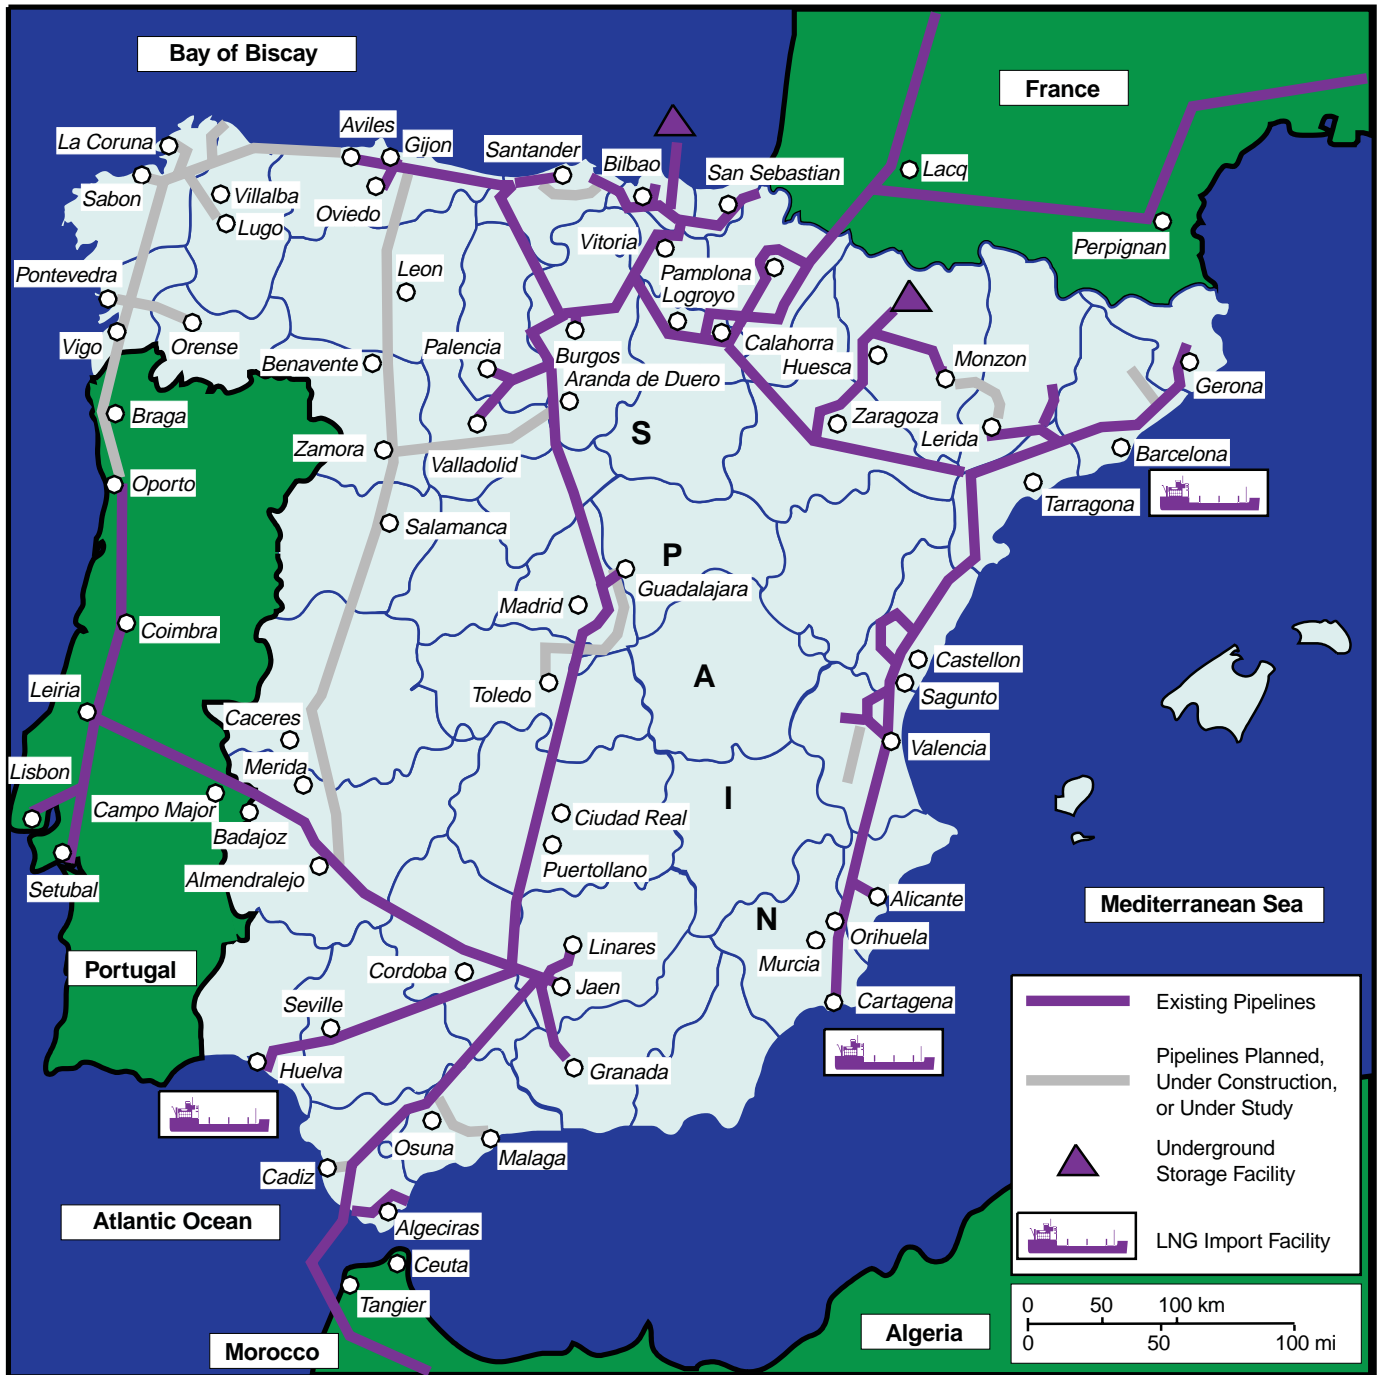 Bay of Biscay
France
La Coruna
Aviles
Gijon
Santander
Bilbao
San Sebastian
Lacq
Sabon
Villalba
Oviedo
Lugo
Vitoria
Perpignan
Pontevedra
Leon
Pamplona
Logroyo
Vigo
Orense
Benavente
Palencia
Burgos
Calahorra
Huesca
Monzon
Gerona
Aranda de Duero
Braga
Zaragoza
S
Lerida
Zamora
Valladolid
Barcelona
Oporto
Tarragona
Salamanca
P
Guadalajara
Madrid
Coimbra
Castellon
A
Leiria
Toledo
Sagunto
Caceres
Valencia
Lisbon
Merida
I
Campo Major
Badajoz
Ciudad Real
Puertollano
Setubal
Almendralejo
Alicante
Mediterranean Sea
N
Orihuela
Linares
Murcia
Portugal
Cordoba
Jaen
Cartagena
Existing Pipelines
Seville
Huelva
Granada
Pipelines Planned,
Under Construction,
or Under Study
Osuna
Malaga
Underground
Storage Facility
Cadiz
Atlantic Ocean
Algeciras
LNG Import Facility
Ceuta
Tangier
0 50 100 km
0 50 100 mi
Algeria
Morocco